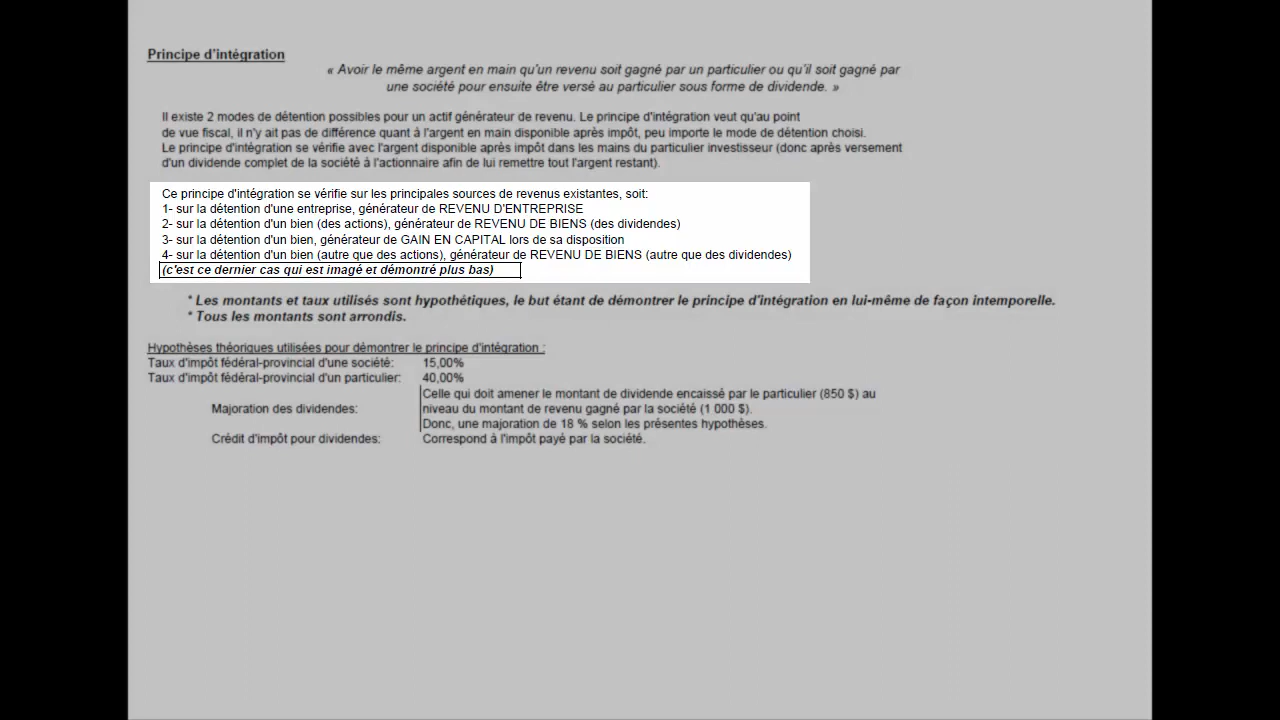 Principe d'intégration
« Avoir le même argent en main qu'un revenu soit gagné par un particulier ou qu'il soit gagné par
une société pour ensuite être versé au particulier sous forme de dividende. »
Il existe 2 modes de détention possibles pour un actif générateur de revenu. Le principe d'intégration veut qu'au point
de vue fiscal, il n'y ait pas de différence quant à l'argent en main disponible après impôt, peu importe le mode de détention choisi.
Le principe d'intégration se vérifie avec l'argent disponible après impôt dans les mains du particulier investisseur (donc après versement
d'un dividende complet de la société à l'actionnaire afin de lui remettre tout l'argent restant).
Ce principe d'intégration se vérifie sur les principales sources de revenus existantes, soit:
1- sur la détention d'une entreprise, générateur de REVENU D'ENTREPRISE
2- sur la détention d'un bien (des actions), générateur de REVENU DE BIENS (des dividendes)
3- sur la détention d'un bien, générateur de GAIN EN CAPITAL lors de sa disposition
4- sur la détention d'un bien (autre que des actions), générateur de REVENU DE BIENS (autre que des dividendes)
(c'est ce dernier cas qui est imagé et démontré plus bas)
* Les montants et taux utilisés sont hypothétiques, le but étant de démontrer le principe d'intégration en lui-même de façon intemporelle.
* Tous les montants sont arrondis.
Hypothèses théoriques utilisées pour démontrer le principe d'intégration :
Taux d'impôt fédéral-provincial d'une société: 15,00%
Taux d'impôt fédéral-provincial d'un particulier: 40,00%
Celle qui doit amener le montant de dividende encaissé par le particulier (850 $) au
Majoration des dividendes: niveau du montant de revenu gagné par la société (1 000 $).
Donc, une majoration de 18 % selon les présentes hypothèses.
Crédit d'impôt pour dividendes: Correspond à l'impôt payé par la société.